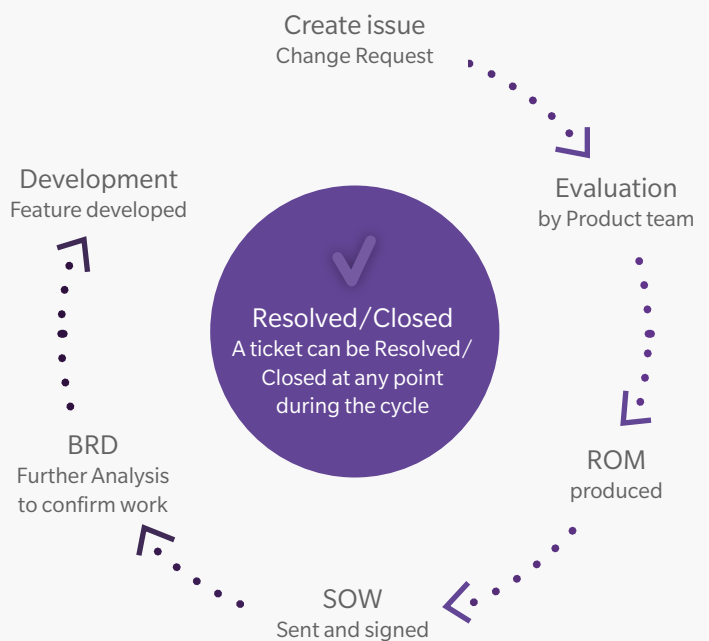 Create issue
Change Request
Evaluation
by Product team
ROM
produced
SOW
Sent and signed
BRD
Further Analysis
to confirm work
Development
Feature developed
Resolved/Closed
A ticket can be Resolved/
Closed at any point
during the cycle